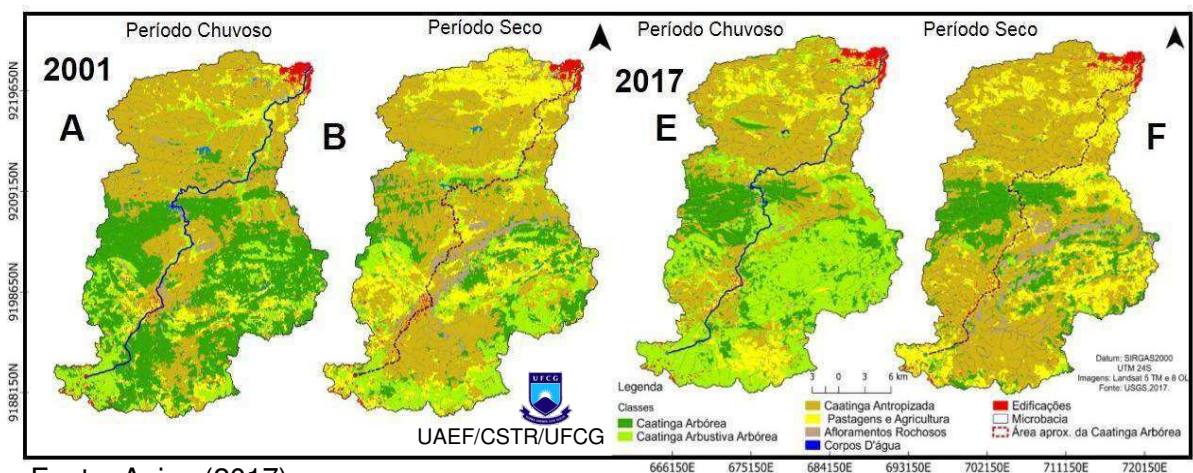 Período Chuvoso
Período Seco
Período Chuvoso
Período Seco
2001
2017
A
B
E
F
9219650N
9209150N
9198650N
9188150N
Datum: SIRGAS2000
UTM 24S
Imagens: Landsat 5 TM e 8 OL
Fonte: USGS,2017.
3 0 3 6 km
Legenda
Classes
Caatinga Arbórea
Caatinga Arbustiva Arbórea
Caatinga Antropizada
Pastagens e Agricultura
Afloramentos Rochosos
Corpos D'água
Edificações
Microbacia
Área aprox. da Caatinga Arbórea
UFCG
UAEF/CSTR/UFCG
666150E 675150E 684150E 693150E 702150E 711150E 720150E